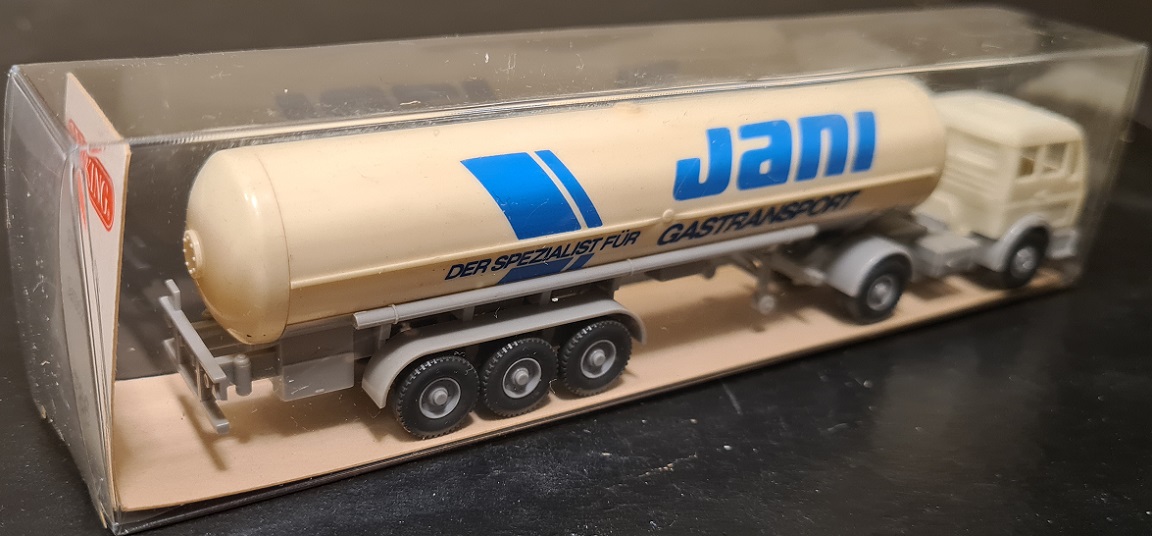 JANI
DER SPEZIALIST FÜR GASTRANSPORT